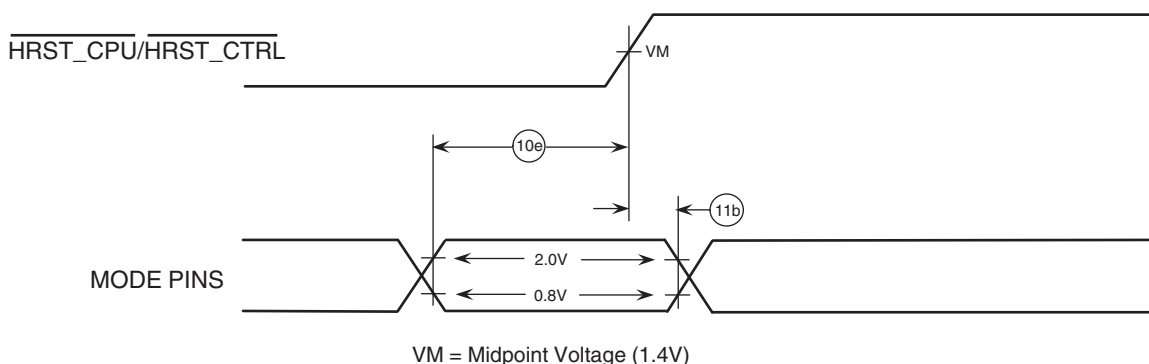 HRST_CPU/HRST_CTRL
VM
10e
11b
2.0V
MODE PINS
0.8V
VM = Midpoint Voltage (1.4V)